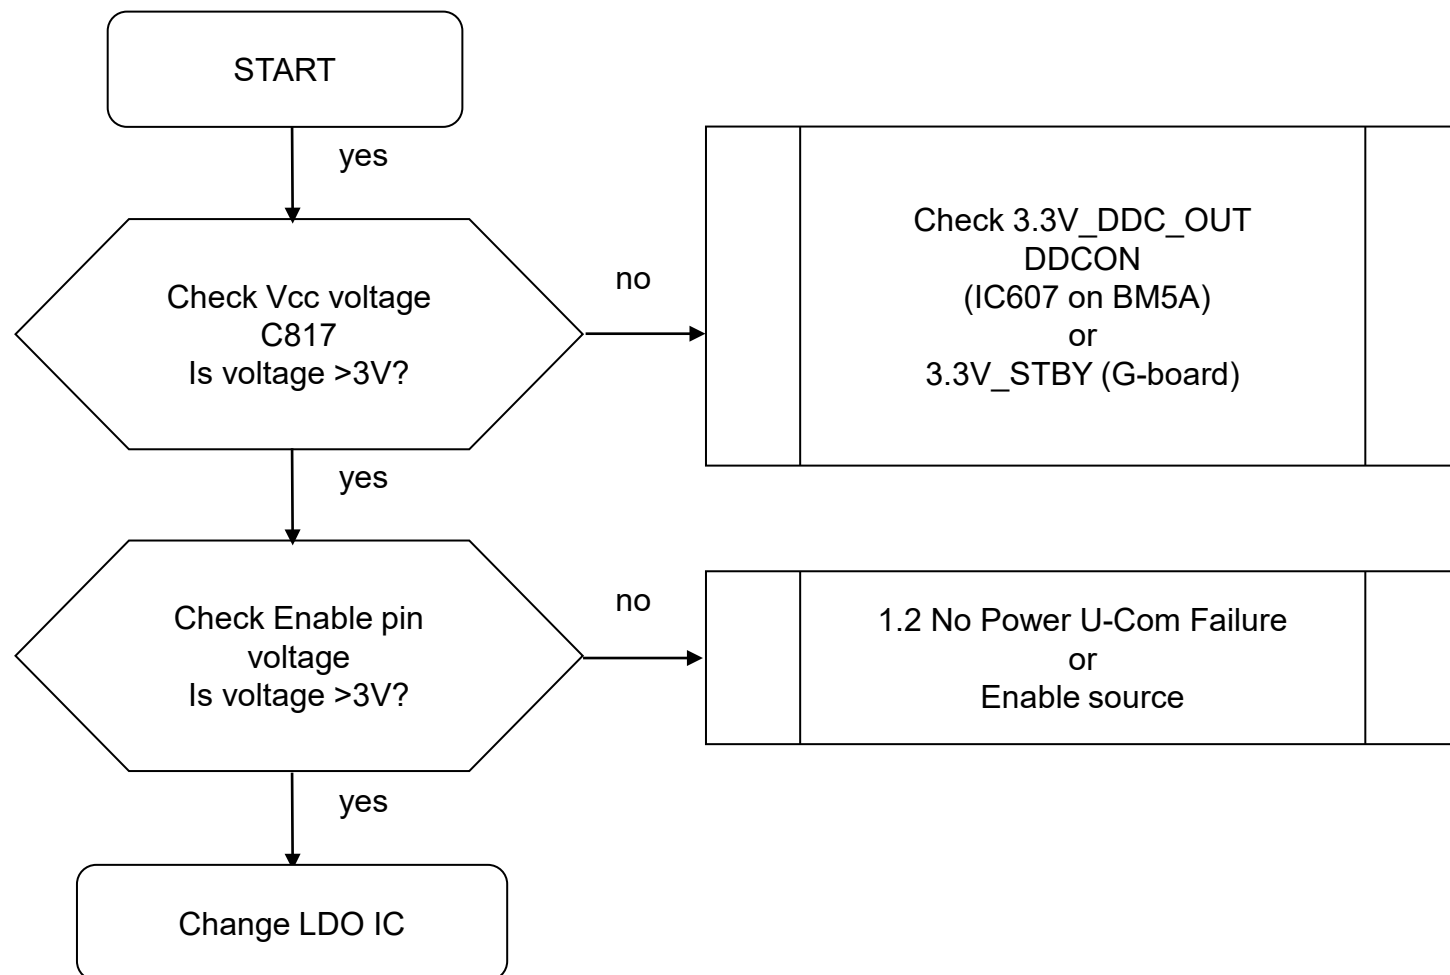 START
yes
Check Vcc voltage
C817
Is voltage >3V?
no
Check 3.3V_DDC_OUT
DDCON
(IC607 on BM5A)
or
3.3V_STBY (G-board)
yes
Check Enable pin
voltage
Is voltage >3V?
no
1.2 No Power U-Com Failure
or
Enable source
yes
Change LDO IC